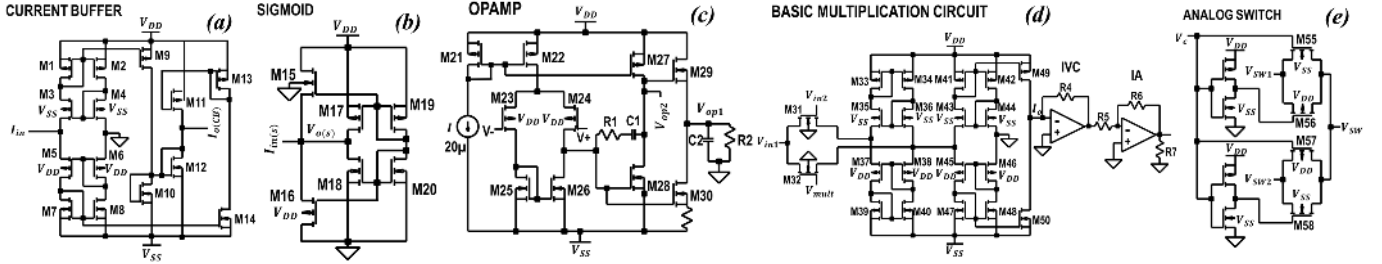 CURRENT BUFFER
(a)
V_DD
M1
M2
M9
M3
M4
V_SS
V_SS
M11
M13
I_in
I_o(CB)
M5
M6
V_DD
V_DD
M12
M10
M7
M8
M14
V_SS
SIGMOID
(b)
V_DD
M15
M17
M19
I_in(s)
V_o(s)
M16
V_DD
M18
M20
OPAMP
(c)
V_DD
M21
M22
M27
M29
M23
M24
V_DD
V_DD
I
20μ
V-
V+
R1
C1
V_op2
V_op1
C2
R2
M25
M26
M28
M30
V_SS
BASIC MULTIPLICATION CIRCUIT
(d)
V_DD
M33
M34
M41
M42
M49
IVC
IA
M31
V_in2
M35
M36
M43
M44
V_SS
V_SS
V_SS
V_SS
V_in1
M32
V_mult
M37
M38
M45
M46
V_DD
V_DD
V_DD
V_DD
M39
M40
M47
M48
M50
V_SS
R4
R5
R6
R7
ANALOG SWITCH
(e)
V_c
V_DD
M55
V_SS
V_SW1
V_DD
V_SS
M56
V_SW
V_DD
M57
V_DD
V_SW2
V_SS
V_SS
M58